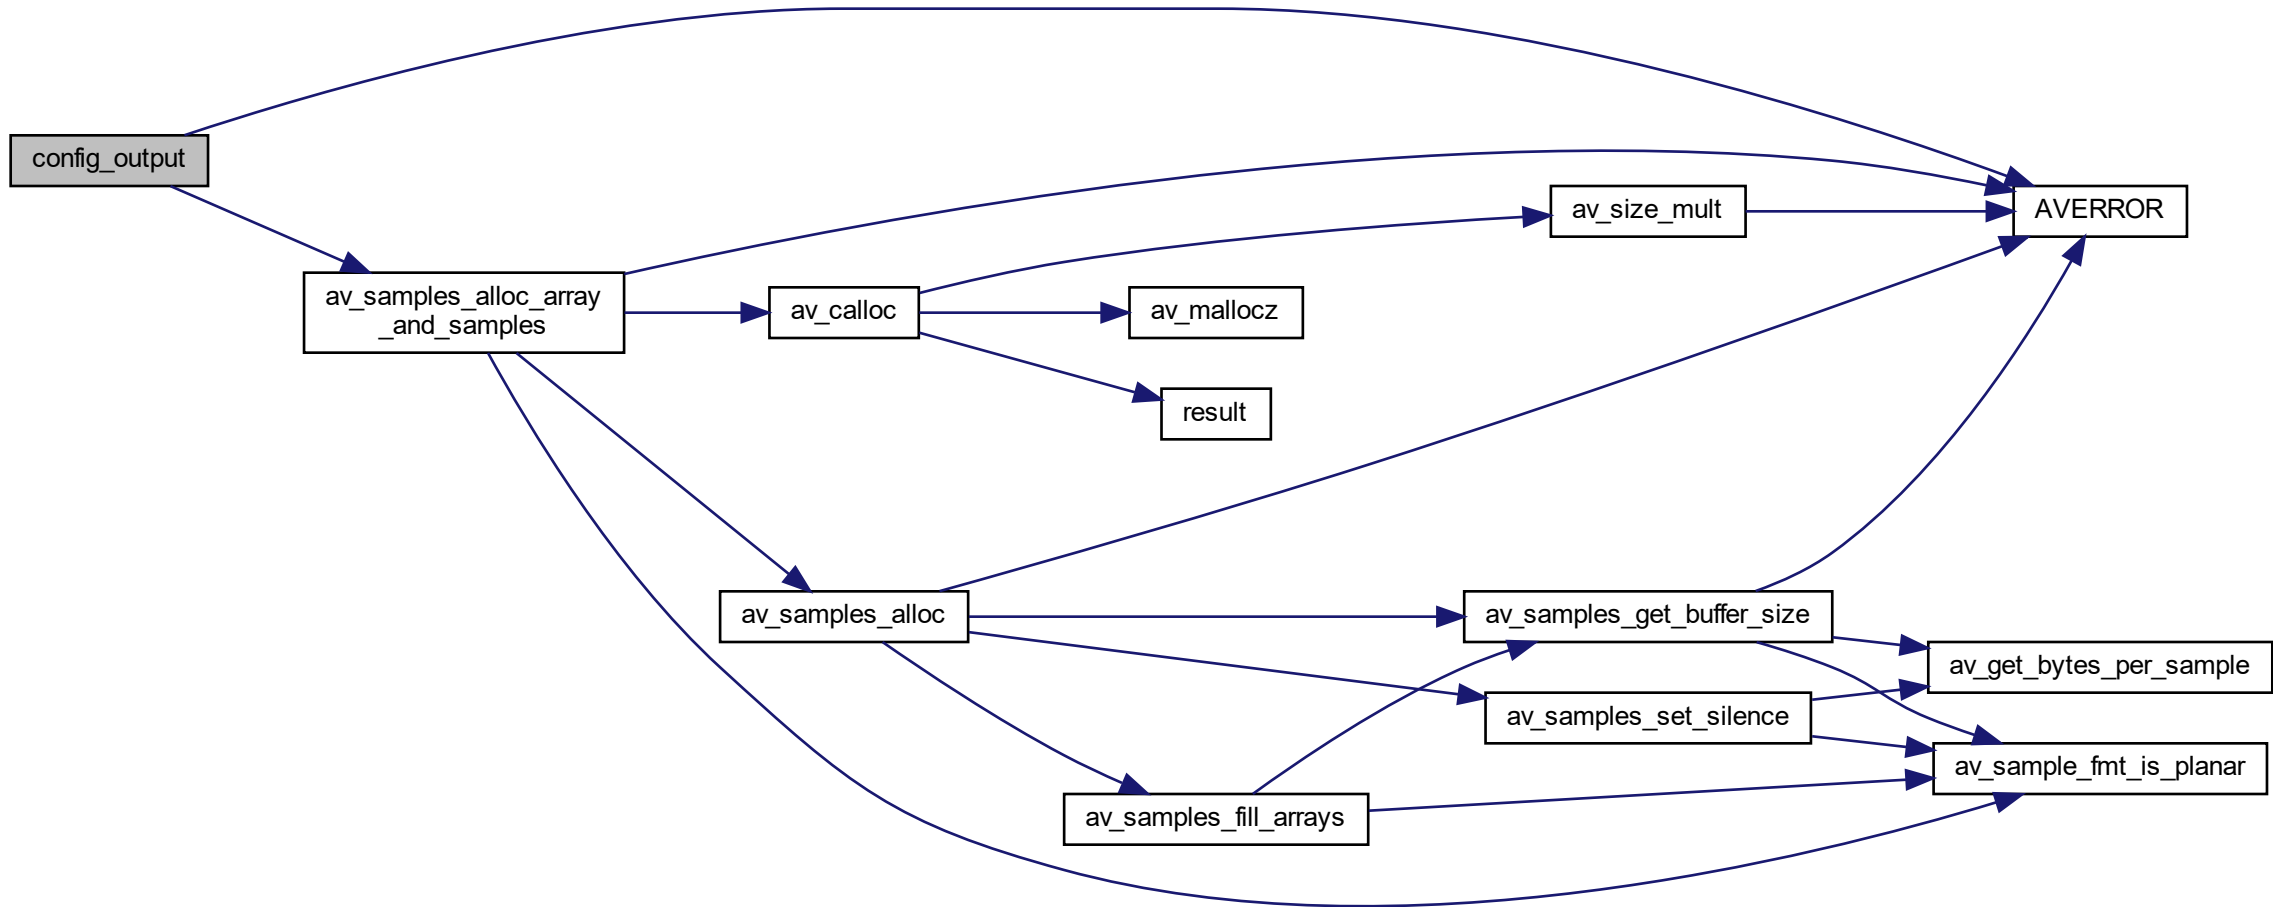 config_output
av_samples_alloc_array
_and_samples
av_calloc
av_size_mult
AVERROR
av_mallocz
result
av_samples_alloc
av_samples_get_buffer_size
av_get_bytes_per_sample
av_samples_set_silence
av_sample_fmt_is_planar
av_samples_fill_arrays